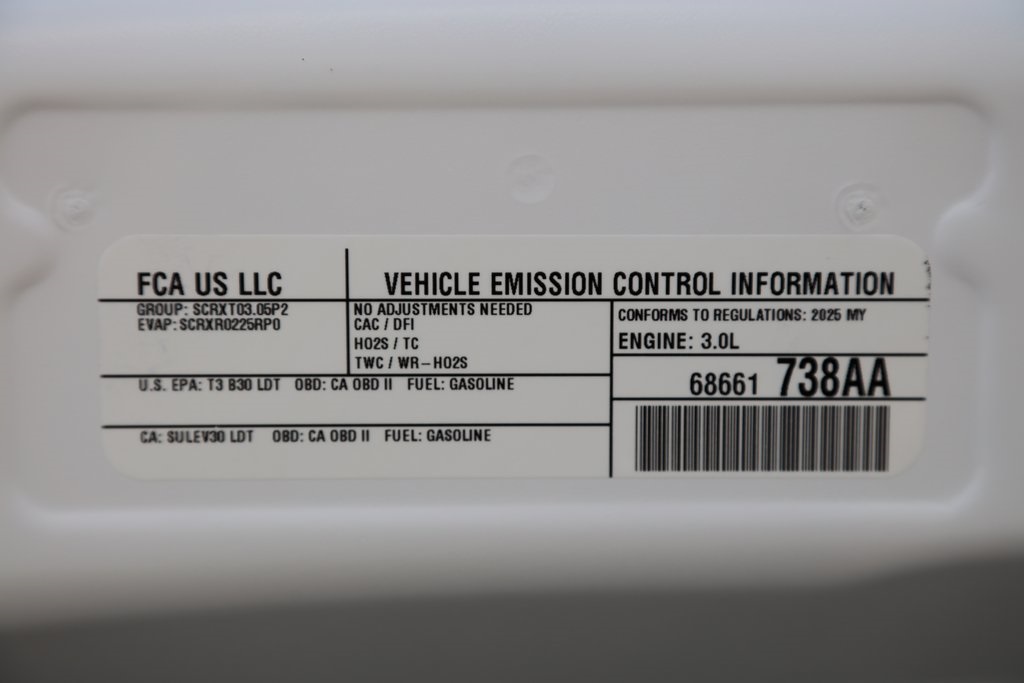 FCA US LLC
VEHICLE EMISSION CONTROL INFORMATION
GROUP: SCRXT03.05P2
EVAP: SCRXR0225RP0
NO ADJUSTMENTS NEEDED
CAC / DFI
HO2S / TC
TWC / WR-HO2S
CONFORMS TO REGULATIONS: 2025 MY
ENGINE: 3.0L
68661 738AA
U.S. EPA: T3 B30 LDT OBD: CA OBD II FUEL: GASOLINE
CA: SULEV30 LDT OBD: CA OBD II FUEL: GASOLINE